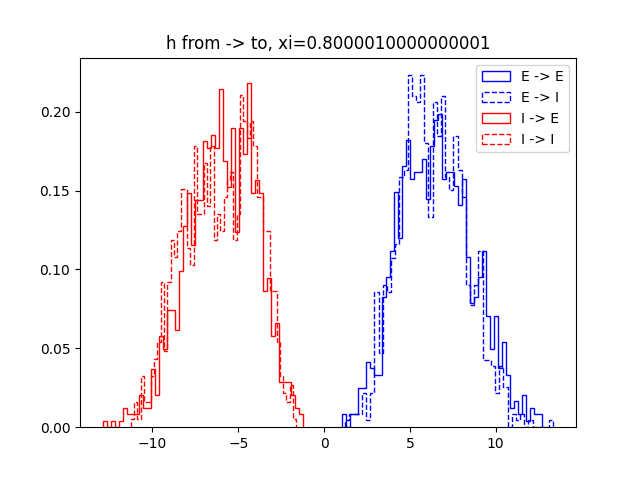 h from -> to, xi=0.8000010000000001
E -> E
E -> I
I -> E
I -> I
0.20
0.15
0.10
0.05
0.00
−10
−5
0
5
10